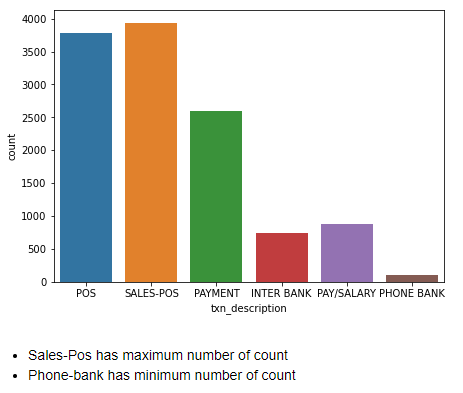 4000
3500
3000
2500
2000
1500
1000
500
0
count
POS SALES-POS PAYMENT INTER BANK PAY/SALARY PHONE BANK
txn_description
• Sales-Pos has maximum number of count
• Phone-bank has minimum number of count